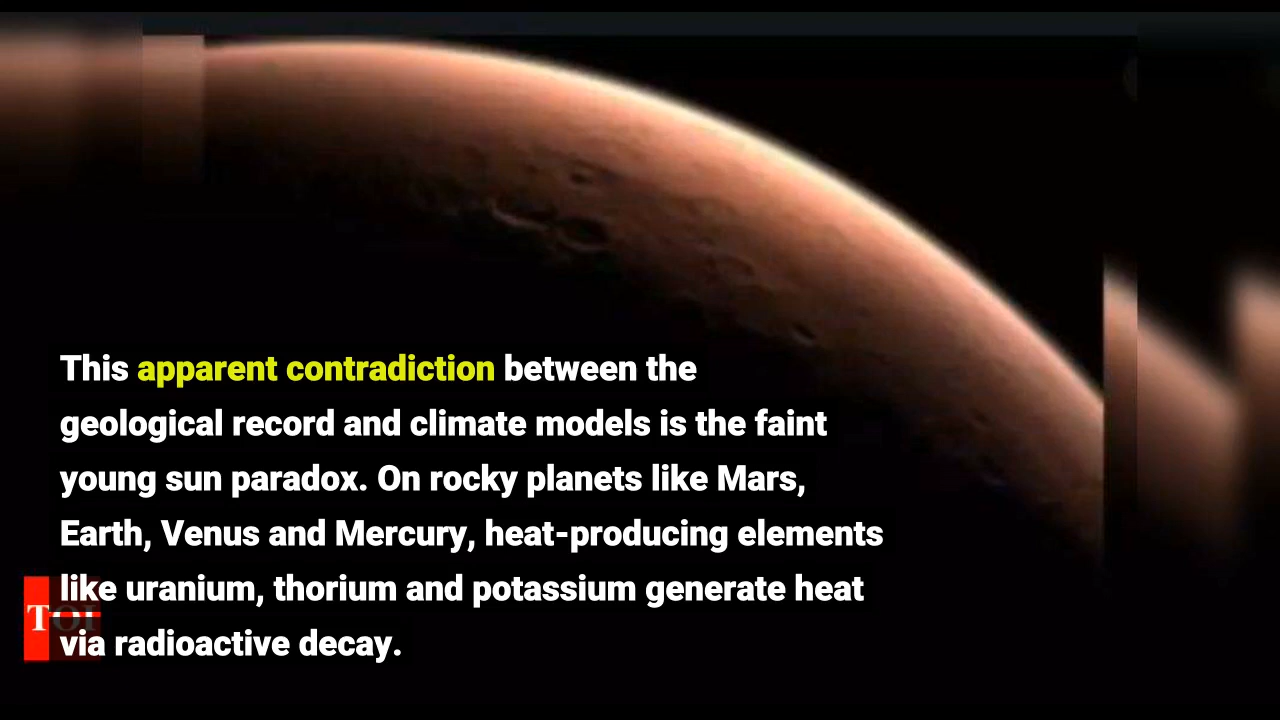 This apparent contradiction between the
geological record and climate models is the faint
young sun paradox. On rocky planets like Mars,
Earth, Venus and Mercury, heat-producing elements
like uranium, thorium and potassium generate heat
TOI
via radioactive decay.